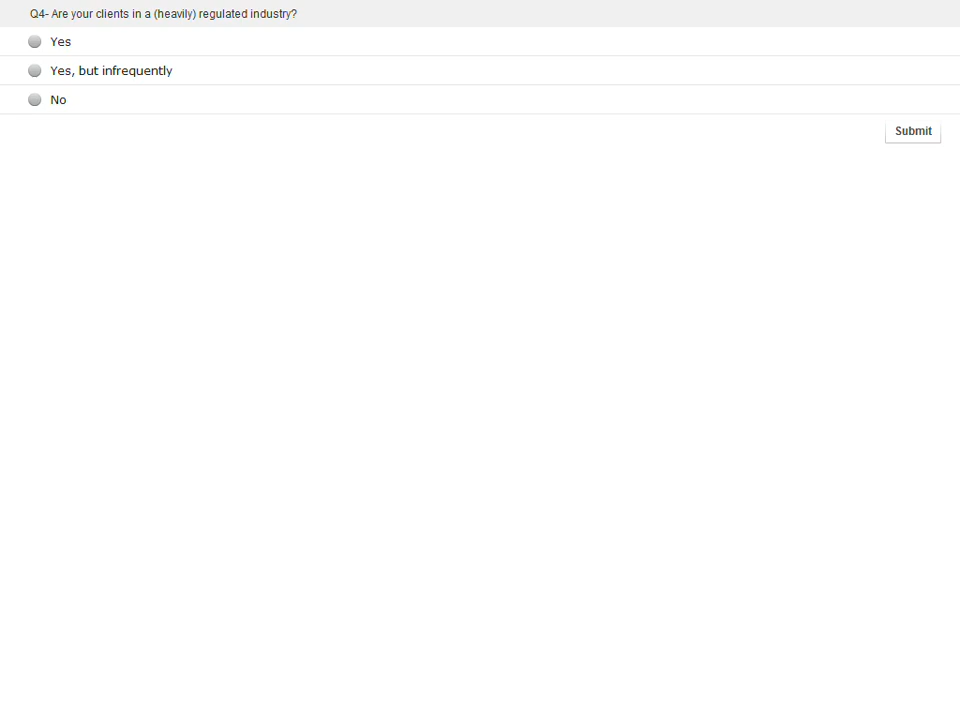 Q4- Are your clients in a (heavily) regulated industry?
Yes
Yes, but infrequently
No
Submit